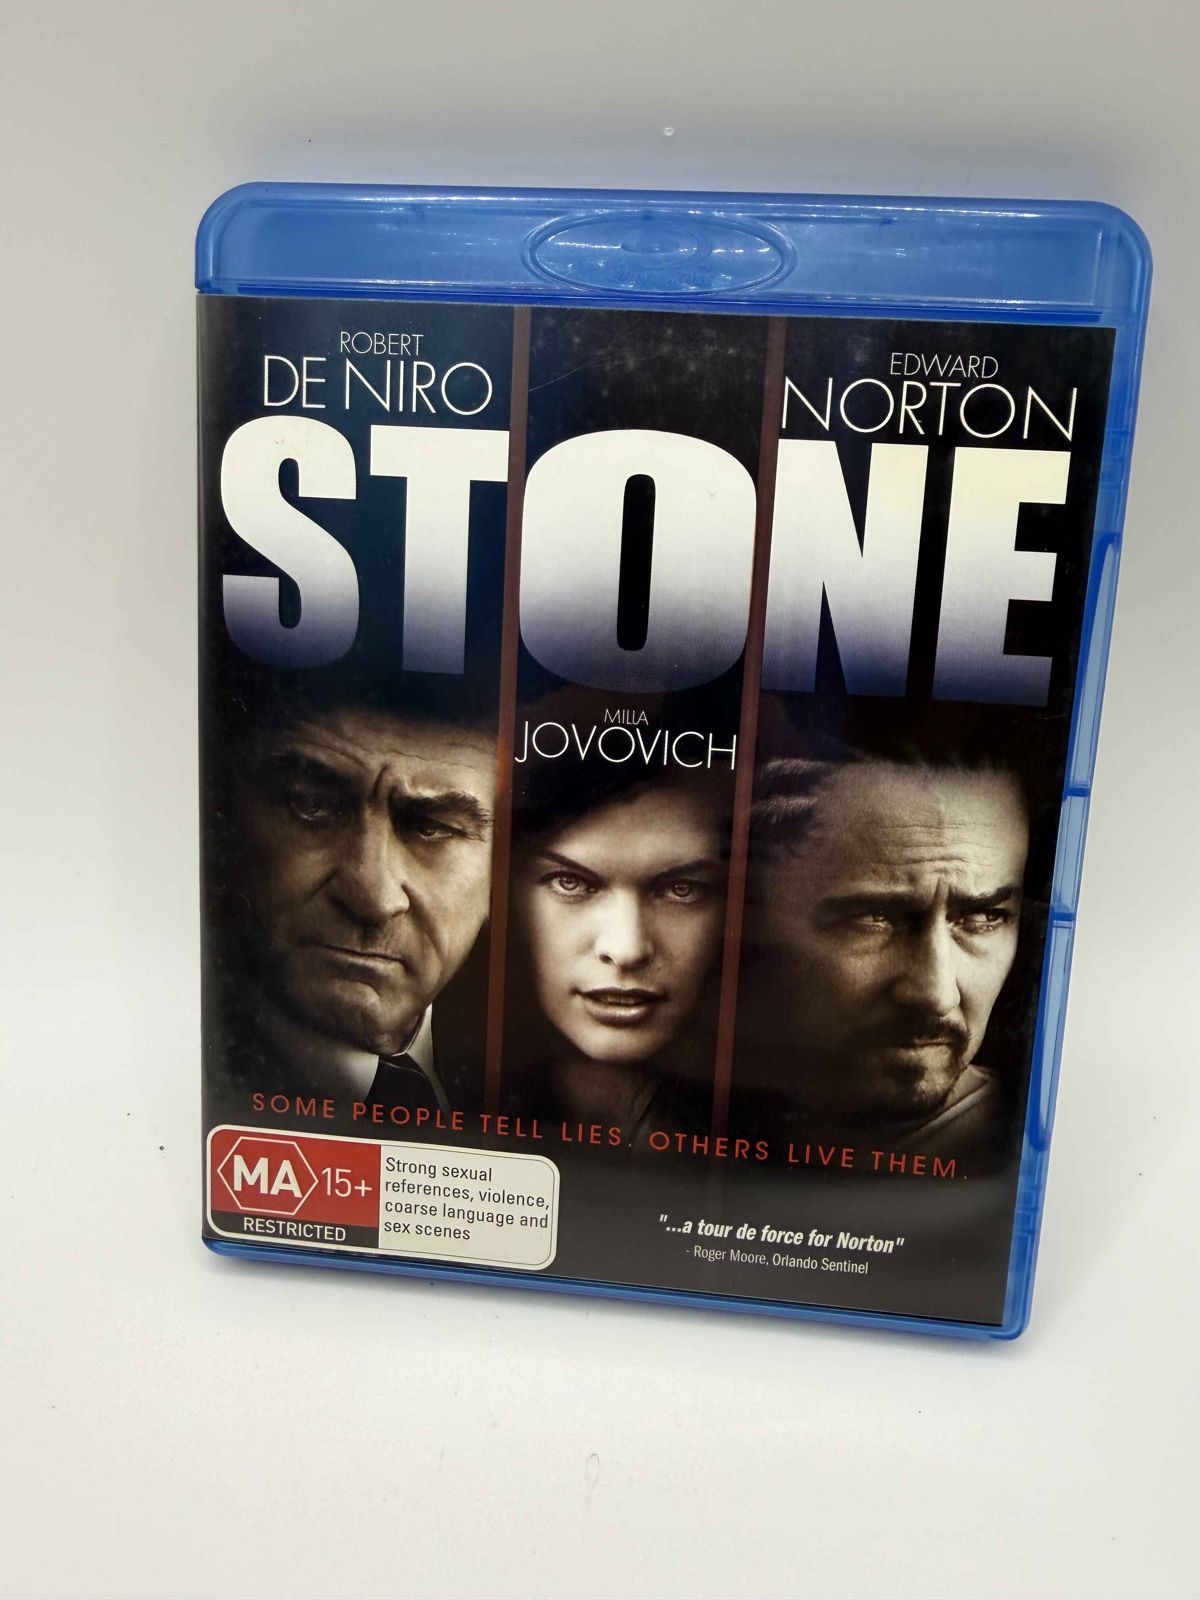 ROBERT
DE NIRO
EDWARD
NORTON
STONE
MILLA
JOVOVICH
SOME PEOPLE TELL LIES. OTHERS LIVE THEM.
MA 15+
RESTRICTED
Strong sexual
references, violence,
coarse language and
sex scenes
"...a tour de force for Norton"
- Roger Moore, Orlando Sentinel